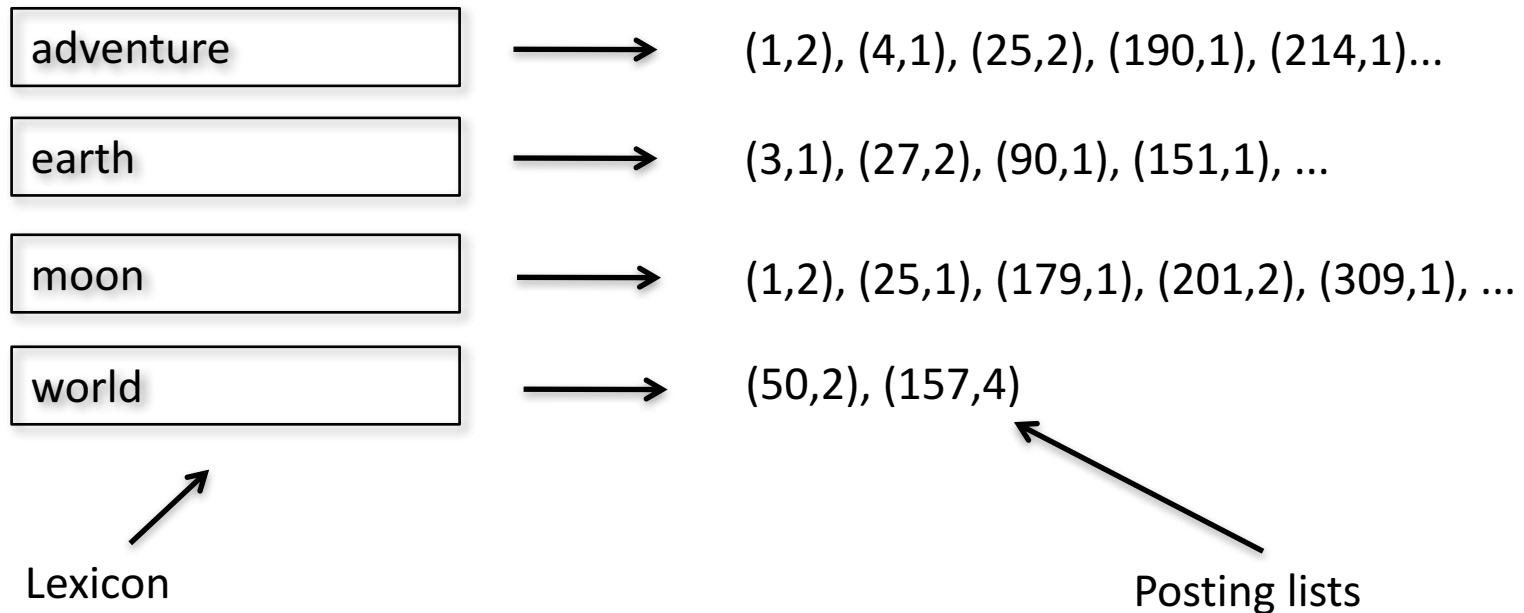 adventure (1,2), (4,1), (25,2), (190,1), (214,1)...
earth (3,1), (27,2), (90,1), (151,1), ...
moon (1,2), (25,1), (179,1), (201,2), (309,1), ...
world (50,2), (157,4)
Lexicon Posting lists